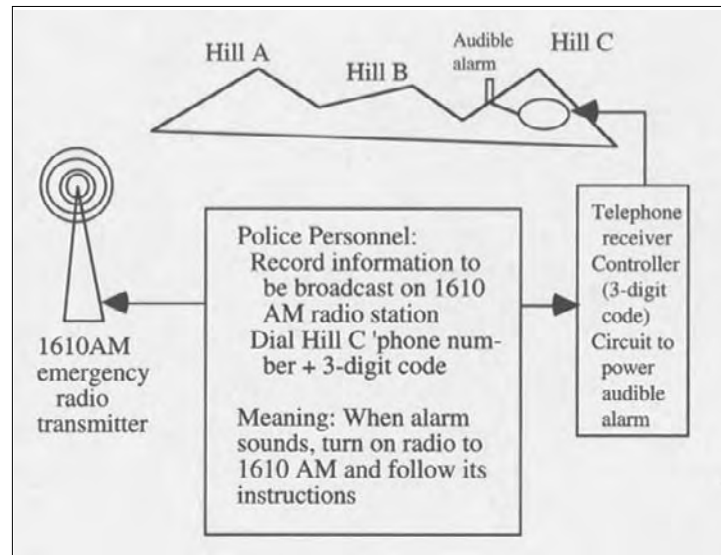 Hill A
Hill B
Audible
alarm
Hill C
Police Personnel:
Record information to
be broadcast on 1610
AM radio station
Dial Hill C 'phone num-
ber + 3-digit code
Meaning: When alarm
sounds, turn on radio to
1610 AM and follow its
instructions
1610AM
emergency
radio
transmitter
Telephone
receiver
Controller
(3-digit
code)
Circuit to
power
audible
alarm